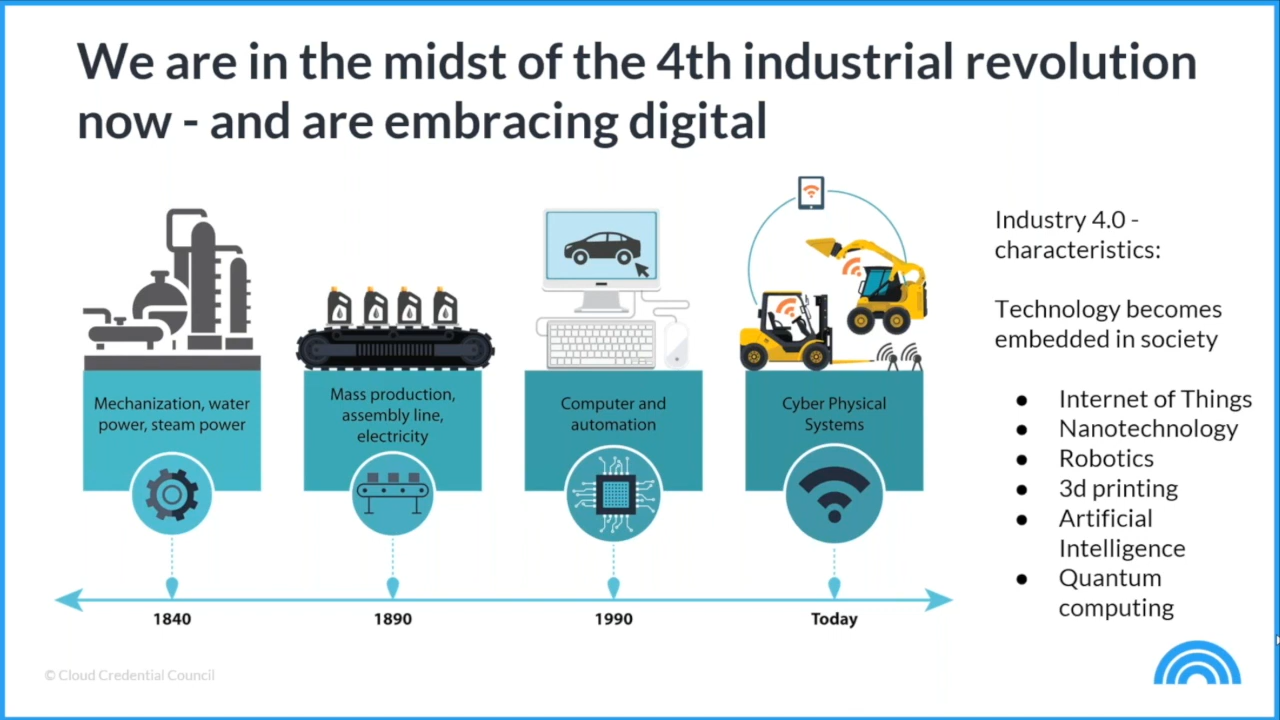 We are in the midst of the 4th industrial revolution
now - and are embracing digital
Mechanization, water
power, steam power
1840
Mass production,
assembly line,
electricity
1890
Computer and
automation
1990
Cyber Physical
Systems
Today
Industry 4.0 -
characteristics:
Technology becomes
embedded in society
● Internet of Things
● Nanotechnology
● Robotics
● 3d printing
● Artificial
Intelligence
● Quantum
computing
© Cloud Credential Council